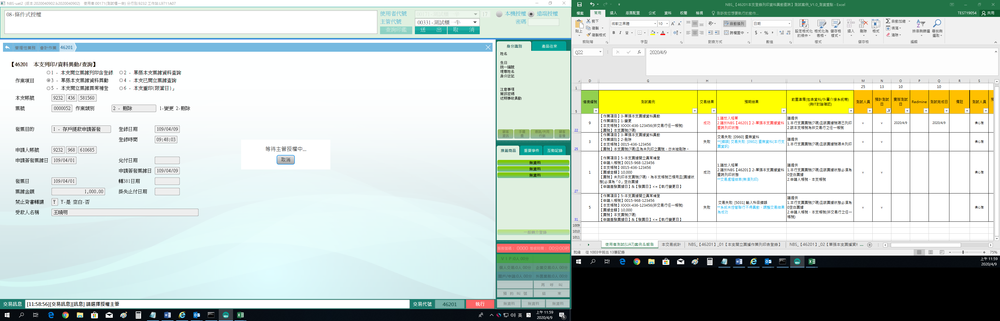 NBS-uat2 (版本:2020040902.b2020040902) 使用者:00171(測試櫃一辛) 分行別:9232 工作站:L9711A07
08-條件式授權
使用者代號 00171-測試櫃一辛 17 本機授權 遠端授權
主管代號 00331-測試櫃一牛 密碼
查詢印鑑 送 出 取 消
管理性業務 會計作業 46201
【46201 本支列印/資料異動/查詢】
作業項目
1 - 本支開立票據列印含登錄 2 - 單張本支票據資料查詢
3 - 單張本支票據資料異動 4 - 本支已開立票據查詢
5 - 本支開立票據異常補登 6 - 本支重印(限當日)」
本支帳號 9232 436 581560
票號 0000052 作業類別 2 - 刪除 1-變更 2-刪除
發票目的 1 - 存戶提款申請簽發 登錄日期 109/04/09
登錄時間 09:48:03
申請人帳號 9232 968 610685
申請簽發票據日 109/04/01 兌付日期
申請簽發票據日 109/04/09
發票日 109/04/01 轉381日期
票據金額 1,000.00 掛失止付日期
禁止背書轉讓 Y Y-是 空白-否
受款人名稱 王曉明
等待主管授權中...
取消
身分識別 產品往來
姓名
生日
統一編號
理專姓名
身分註記
注意事項
簡訊密碼
近期事故異動
顧客資訊 手續費 通路/共同行銷 顧客影像
推薦商品 重要事件 互動記錄
無資料
無資料
無資料
一般轉介登錄
服務號碼： 0000 等候時間： 00分00秒
ＶＩＰ:0人 00分
個人交易:0人 00分 企業交易:0人 00分
開戶/申請:0人 00分 外匯業務:0人 00分
再 呼 叫
預 約 叫 號 結 束
無資料 無資料 無資料
交易訊息 [11:58:56][交易訊息][訊息] 請選擇授權主管 交易代號 46201 執行
英 上午 11:59
2020/4/9
6
NBS_【46201本支登錄列印資料異動查詢】測試案例_V1.0_測資盤點 - Excel
檔案 常用 插入 版面配置 公式 資料 校閱 檢視 告訴我您想要執行的動作... TEST19054 共用
貼上 剪下 複製 複製格式 剪貼簿
微軟正黑體 10 B I U 字型
自動換列 跨欄置中 對齊方式
日期 $ % 數值
設定格式化的條件 格式化為表格 儲存格樣式 樣式
插入 刪除 格式 儲存格
自動加總 填滿 清除 排序與篩選 尋找與選取 編輯
Q22 fx 2020/4/9
D G H I L M N O P Q R S
1 25 13 10 10
5 情境編號 測試案例 交易結果 預期結果 前置準備(包含資料/外圍介接系統等)(與IT討論確認) 測試人員 預計測試日 實際測試日 Redmine 測試完成日 備註 測試人員
22 9
【作業項目】3-單張本支票據資料異動
【作業類別】1-變更
【本支帳號】XXXX-436-123456(非交易行任一帳號)
【票號】本支票號(7碼)
成功
1.請放入短單
2.請於NBS【46201】2-單張本支票據資料查詢列印狀態
請提供
1.本行支票票號(7碼)且該票據號碼已列印
2.該本支帳號為非交易行之任一帳號
v v 2020/4/9 2020/4/9 佛心雅
25 3
【作業項目】3-單張本支票據資料異動
【作業類別】2-刪除
【本支帳號】0015-436-123456
【票號】本支票號(7碼)且為未列印之票號，亦未被刪除。
失敗
交易失敗: [0960] 查無資料
**[錯誤] 交易失敗: [0902] 查無資料(本行支票資訊)
請提供
1.本行支票票號(7碼)且該票據號碼未列印
v v 佛心雅
27 1
【作業項目】5-本支票據開立異常補登
【申請人帳號】0015-968-123456
【本支帳號】0015-436-123456
【票據金額】10,000
【票號】未列印本支票號(7碼)，為本支帳號已領用且[票據狀態]必須為「0」空白票據
【申請簽發票據日】&【發票日】<=【執行變更日】
成功
1.請放入短單
2.請於NBS【46201】2-單張本支票據資料查詢列印狀態
**交易處理結束(無須列印)
請提供
1.本行支票票號(7碼)且該票據狀態必須為0空白票據
2.申請人帳號、本支帳號
v v 佛心雅
31 5
【作業項目】5-本支票據開立異常補登
【申請人帳號】0015-968-123456
【本支帳號】XXXX-436-123456(非交易行任一帳號)
【票據金額】10,000
【票號】本支票號(7碼)
【申請簽發票據日】&【發票日】<=【執行變更日】
失敗
交易失敗: [5031] 輸入科目錯誤
**系統未控管聯行不得異動，調整交易結果為成功
請提供
1.本行支票票號(7碼)且該票據狀態必須為0空白票據
2.申請人帳號、本支帳號(非交易行之任一帳號)
v v 佛心雅
1009
1010
1011
使用者測試(UAT)案例&報告 本交易統計 NBS_【46201】_01【本支開立票據作業列印含登錄】 NBS_【46201】_02【單張本支票據資料 ...
就緒 從 1003中找出 13筆記錄 75%
上午 11:59
2020/4/9